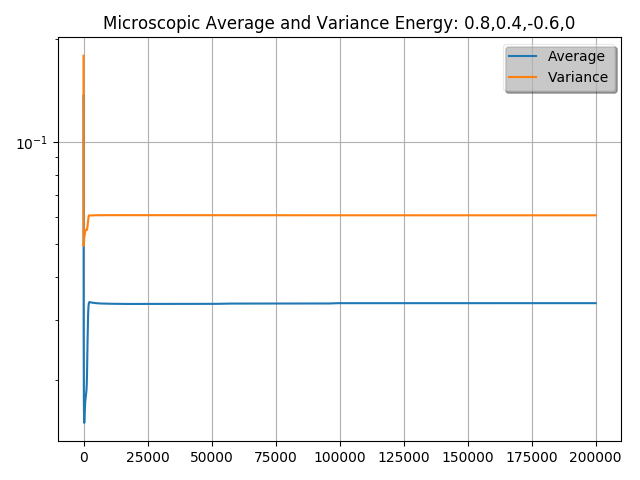 Microscopic Average and Variance Energy: 0.8,0.4,-0.6,0
Average
Variance
10⁻¹
0 25000 50000 75000 100000 125000 150000 175000 200000